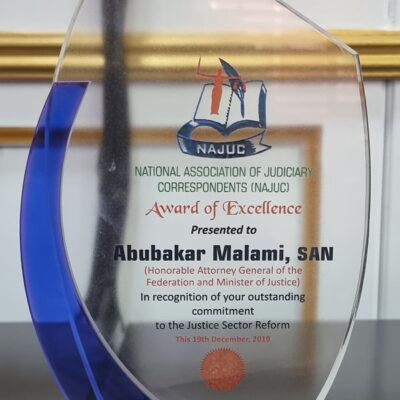 NAJUC
NATIONAL ASSOCIATION OF JUDICIARY
CORRESPONDENTS (NAJUC)
Award of Excellence
Presented to
Abubakar Malami, SAN
(Honorable Attorney General of the
Federation and Minister of Justice)
In recognition of your outstanding
commitment
to the Justice Sector Reform
This 19th December, 2019